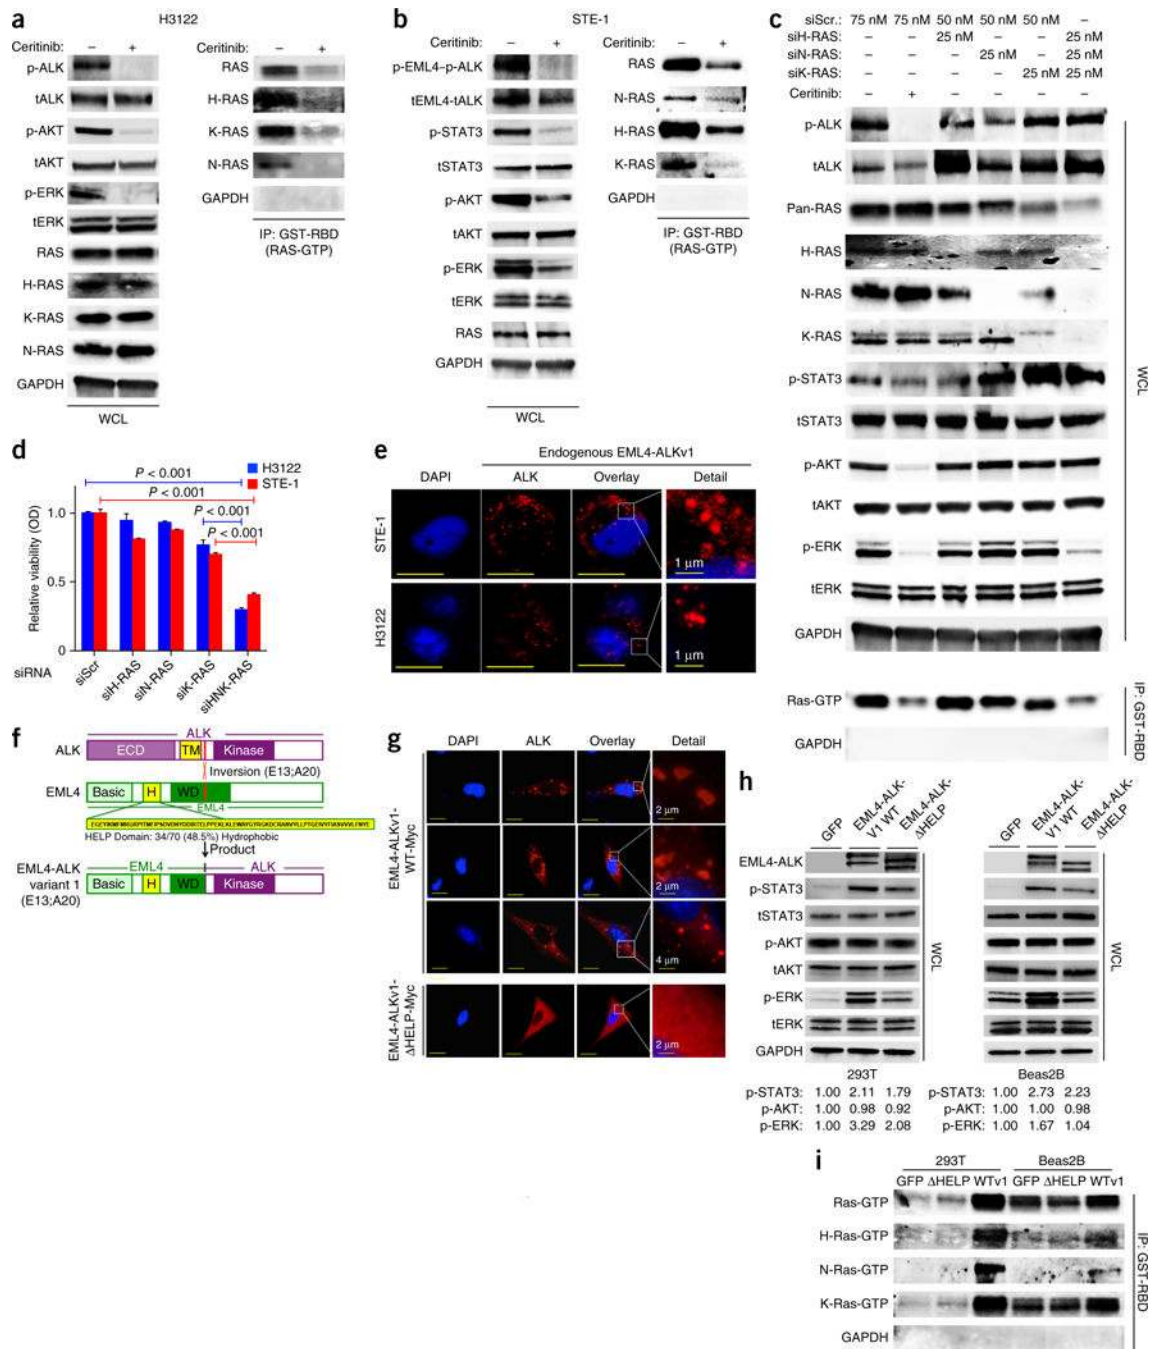 a
H3122
Ceritinib: – +
p-ALK
tALK
p-AKT
tAKT
p-ERK
tERK
RAS
H-RAS
K-RAS
N-RAS
GAPDH
WCL
Ceritinib: – +
RAS
H-RAS
K-RAS
N-RAS
GAPDH
IP: GST-RBD
(RAS-GTP)
b
STE-1
Ceritinib: – +
p-EML4–p-ALK
tEML4-tALK
p-STAT3
tSTAT3
p-AKT
tAKT
p-ERK
tERK
RAS
GAPDH
WCL
Ceritinib: – +
RAS
N-RAS
H-RAS
K-RAS
GAPDH
IP: GST-RBD
(RAS-GTP)
c
siScr.: 75 nM 75 nM 50 nM 50 nM 50 nM –
siH-RAS: – – 25 nM – – 25 nM
siN-RAS: – – – 25 nM – 25 nM
siK-RAS: – – – – 25 nM 25 nM
Ceritinib: – + – – – –
p-ALK
tALK
Pan-RAS
H-RAS
N-RAS
K-RAS
p-STAT3
tSTAT3
p-AKT
tAKT
p-ERK
tERK
GAPDH
WCL
Ras-GTP
GAPDH
IP: GST-RBD
d
P < 0.001
H3122
STE-1
P < 0.001
P < 0.001
P < 0.001
Relative viability (OD)
1.0
0.5
0
siRNA
siScr
siH-RAS
siN-RAS
siK-RAS
siHNK-RAS
e
Endogenous EML4-ALKv1
DAPI ALK Overlay Detail
STE-1
1 μm
H3122
1 μm
f
ALK
ALK ECD TM Kinase
Inversion (E13;A20)
EML4 Basic H WD
EML4
HELP Domain: 34/70 (48.5%) Hydrophobic
Product
EML4 ALK
EML4-ALK
variant 1
(E13;A20)
Basic H WD Kinase
g
DAPI ALK Overlay Detail
EML4-ALKv1-
WT-Myc
2 μm
2 μm
4 μm
EML4-ALKv1-
ΔHELP-Myc
2 μm
h
GFP
EML4-ALK-
V1 WT
EML4-ALK-
ΔHELP
GFP
EML4-ALK-
V1 WT
EML4-ALK-
ΔHELP
EML4-ALK
p-STAT3
tSTAT3
p-AKT
tAKT
p-ERK
tERK
GAPDH
WCL
WCL
293T
p-STAT3: 1.00 2.11 1.79
p-AKT: 1.00 0.98 0.92
p-ERK: 1.00 3.29 2.08
Beas2B
p-STAT3: 1.00 2.73 2.23
p-AKT: 1.00 1.00 0.98
p-ERK: 1.00 1.67 1.04
i
293T Beas2B
GFP ΔHELP WTv1 GFP ΔHELP WTv1
Ras-GTP
H-Ras-GTP
N-Ras-GTP
K-Ras-GTP
GAPDH
IP: GST-RBD